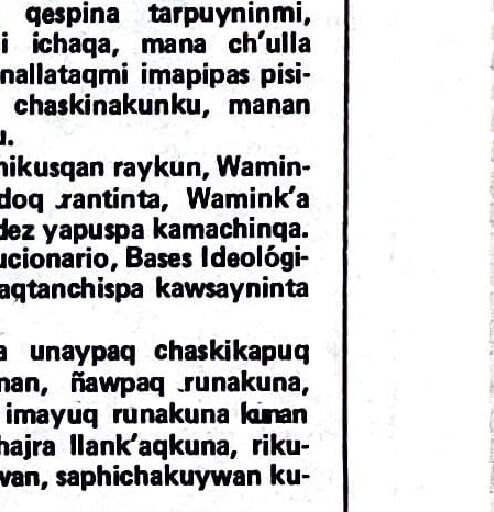 qespina tarpuyninmi,
i ichaqa, mana ch'ulla
nallataqmi imapipas pisi-
chaskinakunku, manan
u.
nikusqan raykun, Wamin-
doq rantinta, Wamink'a
dez yapuspa kamachinqa.
ucionario, Bases Ideológi-
aqtanchispa kawsayninta
a unaypaq chaskikapuq
nan, ñawpaq runakuna,
imayuq runakuna kunan
hajra llank'aqkuna, riku-
wan, saphichakuywan ku-